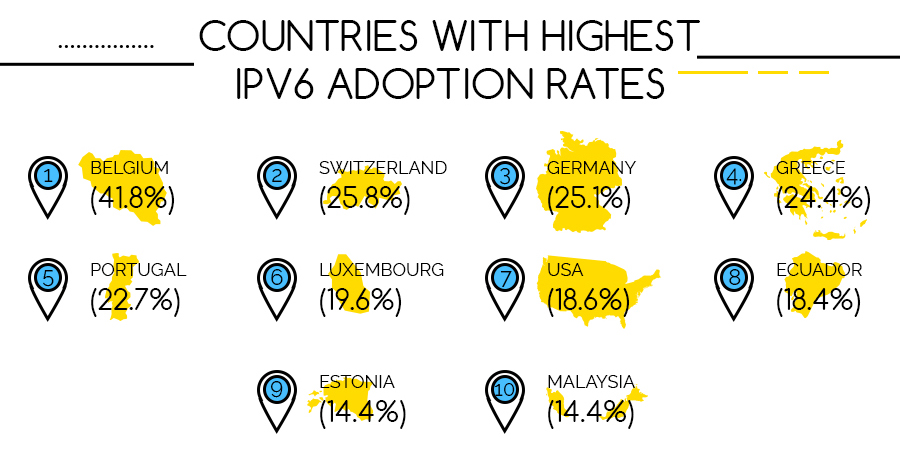 COUNTRIES WITH HIGHEST
IPV6 ADOPTION RATES
1 BELGIUM
(41.8%)
2 SWITZERLAND
(25.8%)
3 GERMANY
(25.1%)
4. GREECE
(24.4%)
5 PORTUGAL
(22.7%)
6 LUXEMBOURG
(19.6%)
7 USA
(18.6%)
8 ECUADOR
(18.4%)
9 ESTONIA
(14.4%)
10 MALAYSIA
(14.4%)